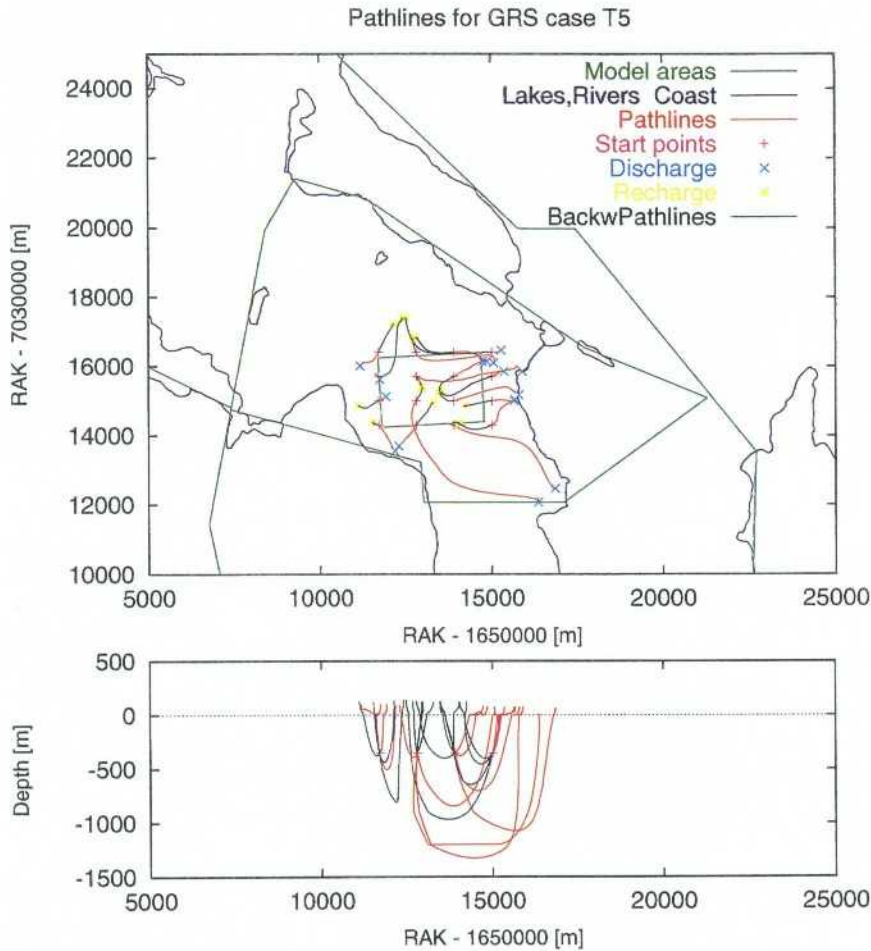 Pathlines for GRS case T5
24000
22000
20000
18000
16000
14000
12000
10000
RAK - 7030000 [m]
Model areas
Lakes,Rivers Coast
Pathlines
Start points
Discharge
Recharge
BackwPathlines
5000 10000 15000 20000 25000
RAK - 1650000 [m]
500
0
-500
-1000
-1500
Depth [m]
5000 10000 15000 20000 25000
RAK - 1650000 [m]